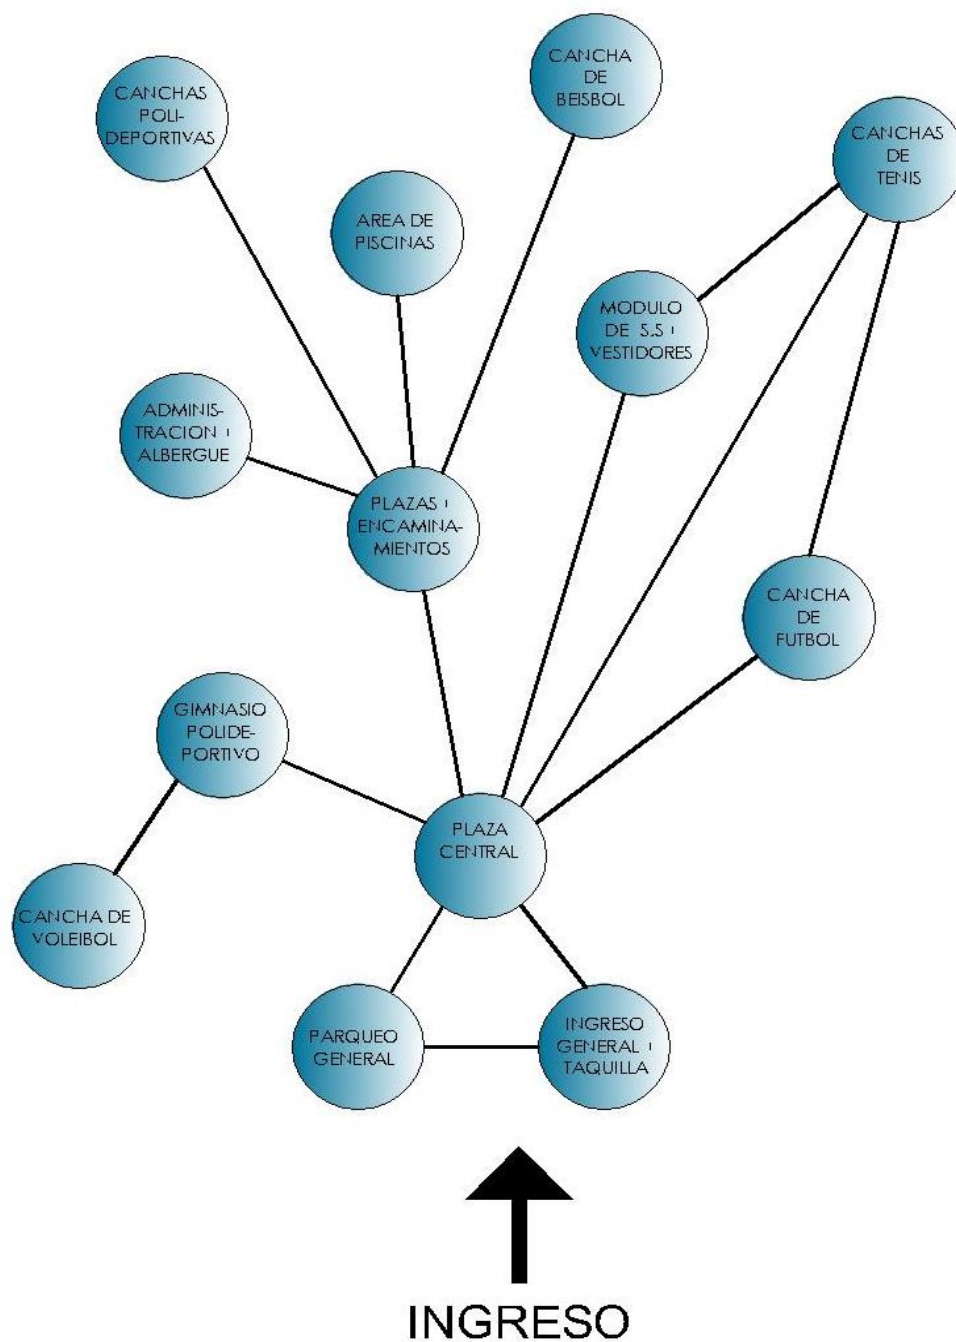 CANCHA
DE
BEISBOL
CANCHAS
POLI-
DEPORTIVAS
CANCHAS
DE
TENIS
AREA DE
PISCINAS
MODULO
DE S.S +
VESTIDORES
ADMINIS-
TRACION +
ALBERGUE
PLAZAS +
ENCAMINA-
MIENTOS
CANCHA
DE
FUTBOL
GIMNASIO
POLIDE-
PORTIVO
PLAZA
CENTRAL
CANCHA DE
VOLEIBOL
PARQUEO
GENERAL
INGRESO
GENERAL +
TAQUILLA
INGRESO